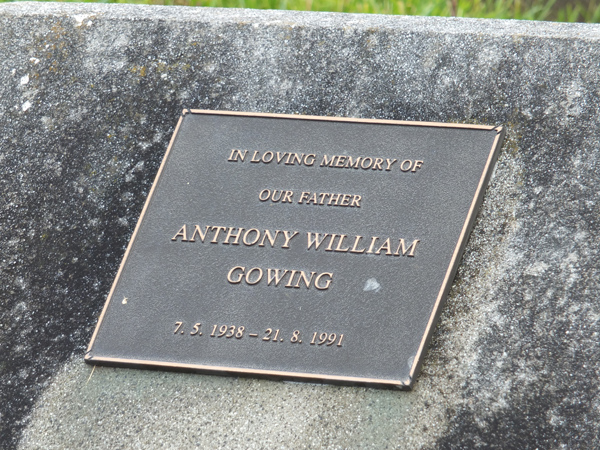 IN LOVING MEMORY OF
OUR FATHER
ANTHONY WILLIAM
GOWING
7. 5. 1938 – 21. 8. 1991